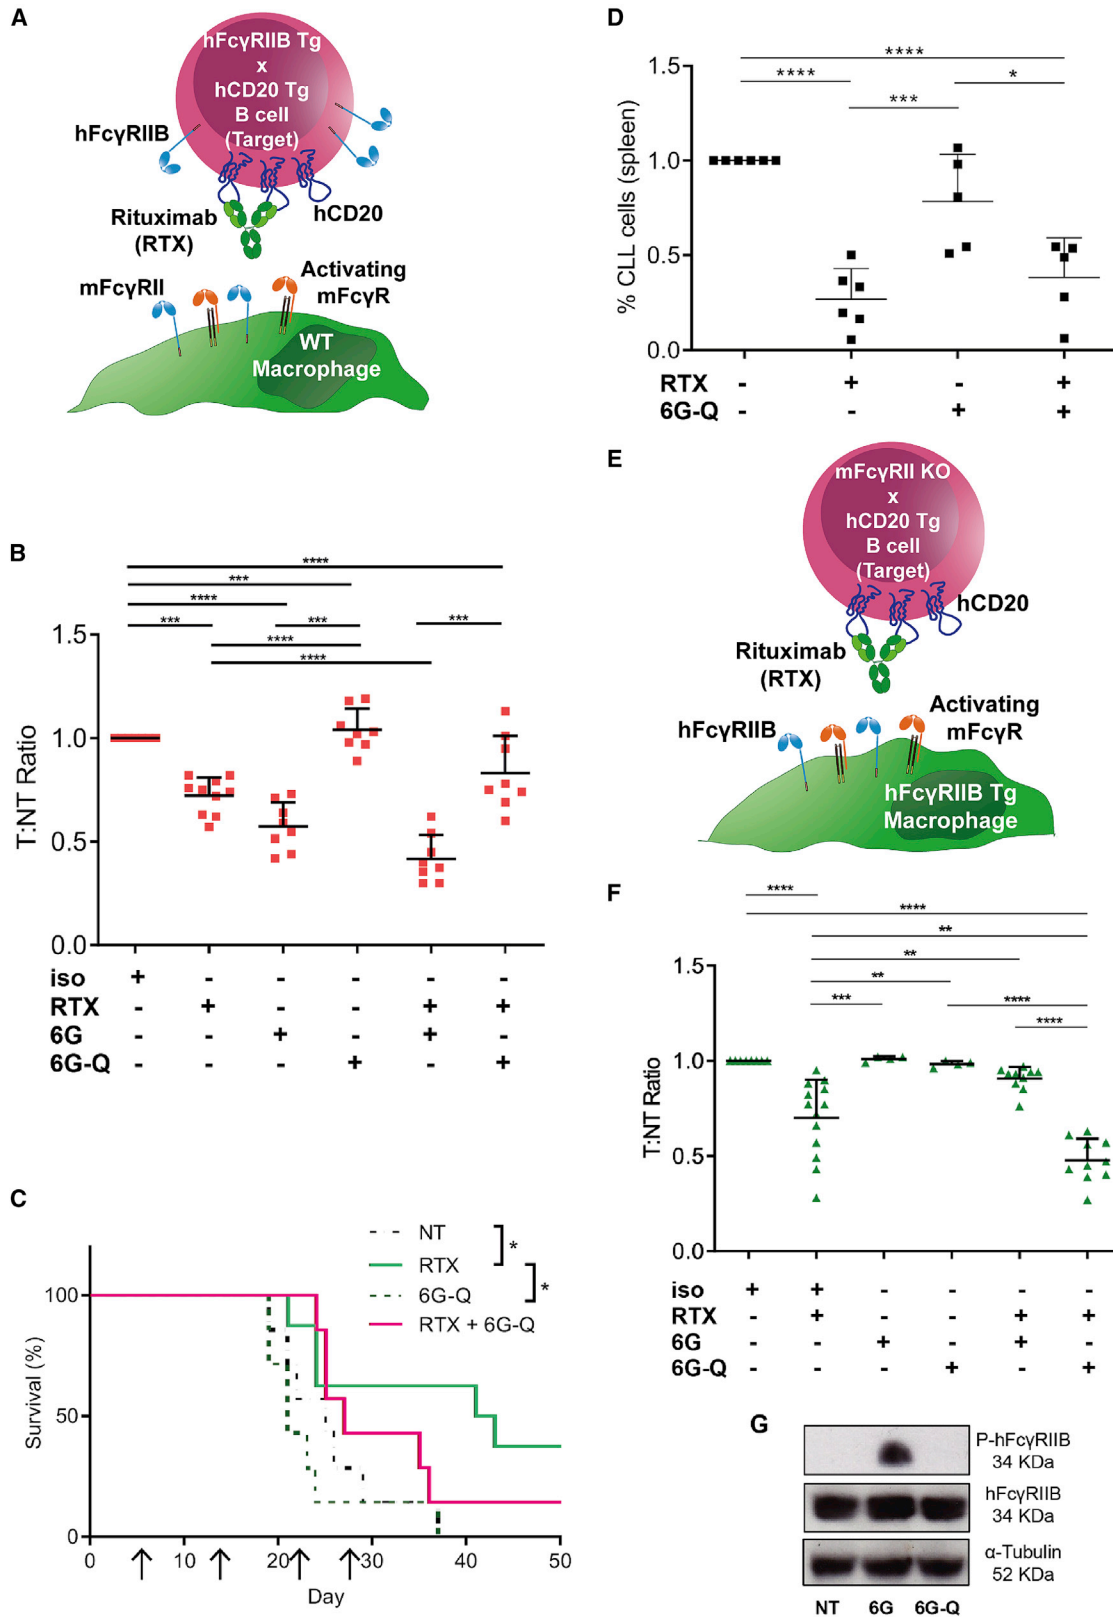 A
hFcγRIIB Tg
x
hCD20 Tg
B cell
(Target)
hFcγRIIB
hCD20
Rituximab
(RTX)
mFcγRII
Activating
mFcγR
WT
Macrophage
B
****
***
****
*** *** ***
****
****
T:NT Ratio
1.5
1.0
0.5
0.0
iso + - - - - -
RTX - + - - + +
6G - - + - + -
6G-Q - - - + - +
C
NT
RTX
6G-Q
RTX + 6G-Q
*
*
Survival (%)
100
50
0
0 10 20 30 40 50
Day
D
****
**** *
***
% CLL cells (spleen)
1.5
1.0
0.5
0.0
RTX - + - +
6G-Q - - + +
E
mFcγRII KO
x
hCD20 Tg
B cell
(Target)
hCD20
Rituximab
(RTX)
hFcγRIIB
Activating
mFcγR
hFcγRIIB Tg
Macrophage
F
****
****
**
**
**
*** ****
****
T:NT Ratio
1.5
1.0
0.5
0.0
iso + + - - - -
RTX - + - - + +
6G - - + - + -
6G-Q - - - + - +
G
P-hFcγRIIB
34 KDa
hFcγRIIB
34 KDa
α-Tubulin
52 KDa
NT 6G 6G-Q